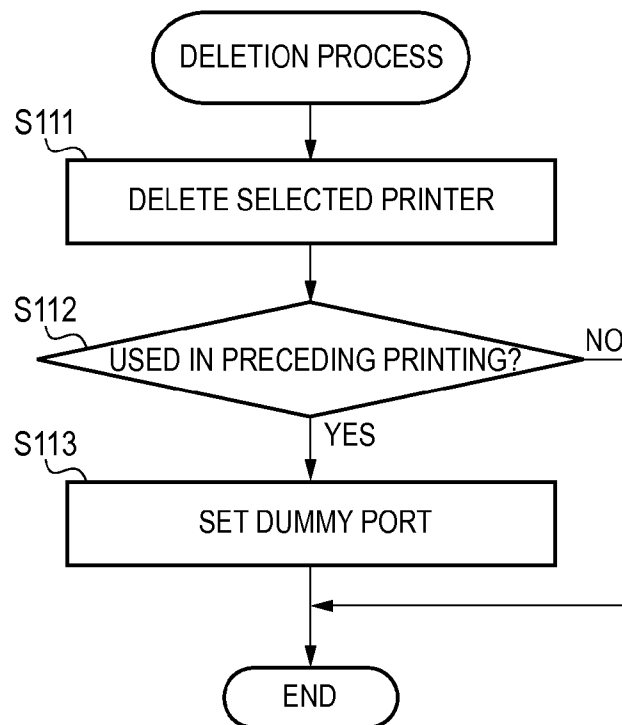 DELETION PROCESS
S111
DELETE SELECTED PRINTER
S112
USED IN PRECEDING PRINTING?
NO
YES
S113
SET DUMMY PORT
END